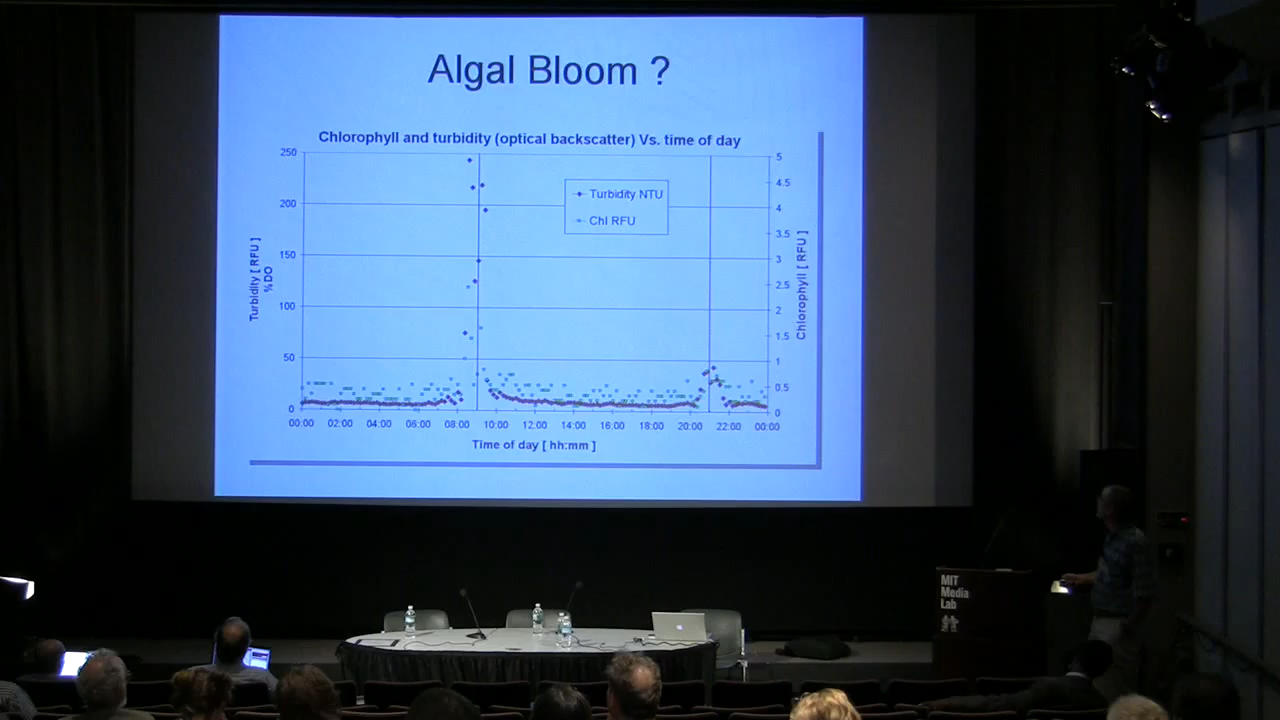 Algal Bloom ?
Chlorophyll and turbidity (optical backscatter) Vs. time of day
250
200
150
100
50
0
Turbidity [ RFU ]
% DO
5
4.5
4
3.5
3
2.5
2
1.5
1
0.5
0
Chlorophyll [ RFU ]
Turbidity NTU
Chl RFU
00:00 02:00 04:00 06:00 08:00 10:00 12:00 14:00 16:00 18:00 20:00 22:00 00:00
Time of day [ hh:mm ]
MIT
Media
Lab